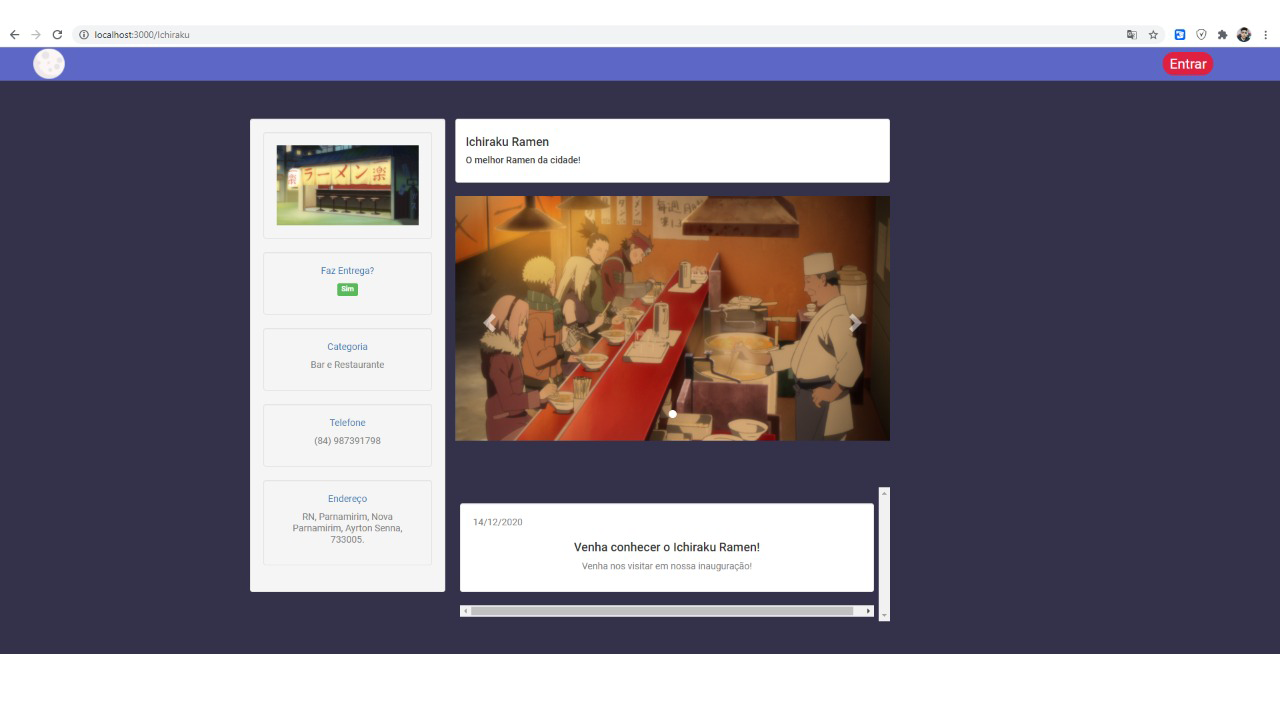 localhost:3000/Ichiraku
Entrar
ラーメン
楽
Faz Entrega?
Sim
Categoria
Bar e Restaurante
Telefone
(84) 987391798
Endereço
RN, Parnamirim, Nova
Parnamirim, Ayrton Senna,
733005.
Ichiraku Ramen
O melhor Ramen da cidade!
14/12/2020
Venha conhecer o Ichiraku Ramen!
Venha nos visitar em nossa inauguração!